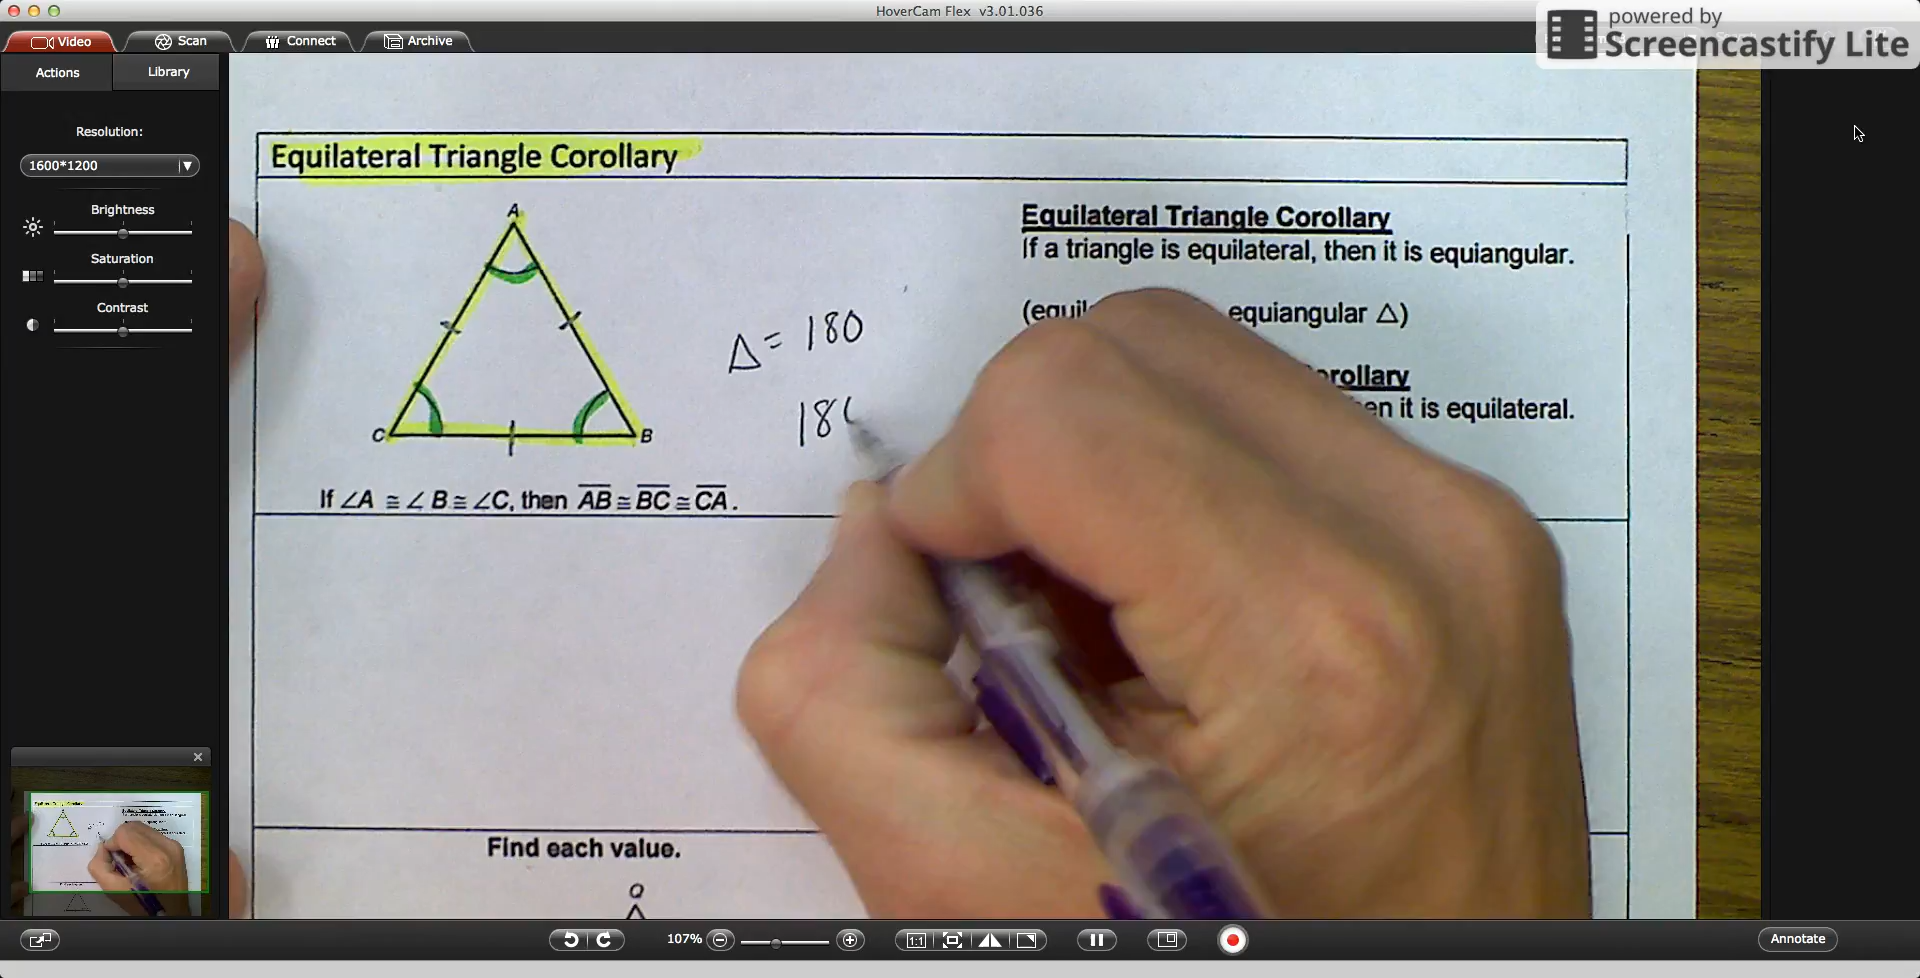 HoverCam Flex v3.01.036
powered by
Screencastify Lite
Video
Scan
Connect
Archive
Actions
Library
Resolution:
1600*1200
Brightness
Saturation
Contrast
Equilateral Triangle Corollary
A
C
B
If ∠A ≅ ∠ B ≅ ∠C, then AB ≅ BC ≅ CA.
Δ = 180
Equilateral Triangle Corollary
If a triangle is equilateral, then it is equiangular.
equiangular △)
it is equilateral.
Find each value.
Q
107%
1:1
Annotate